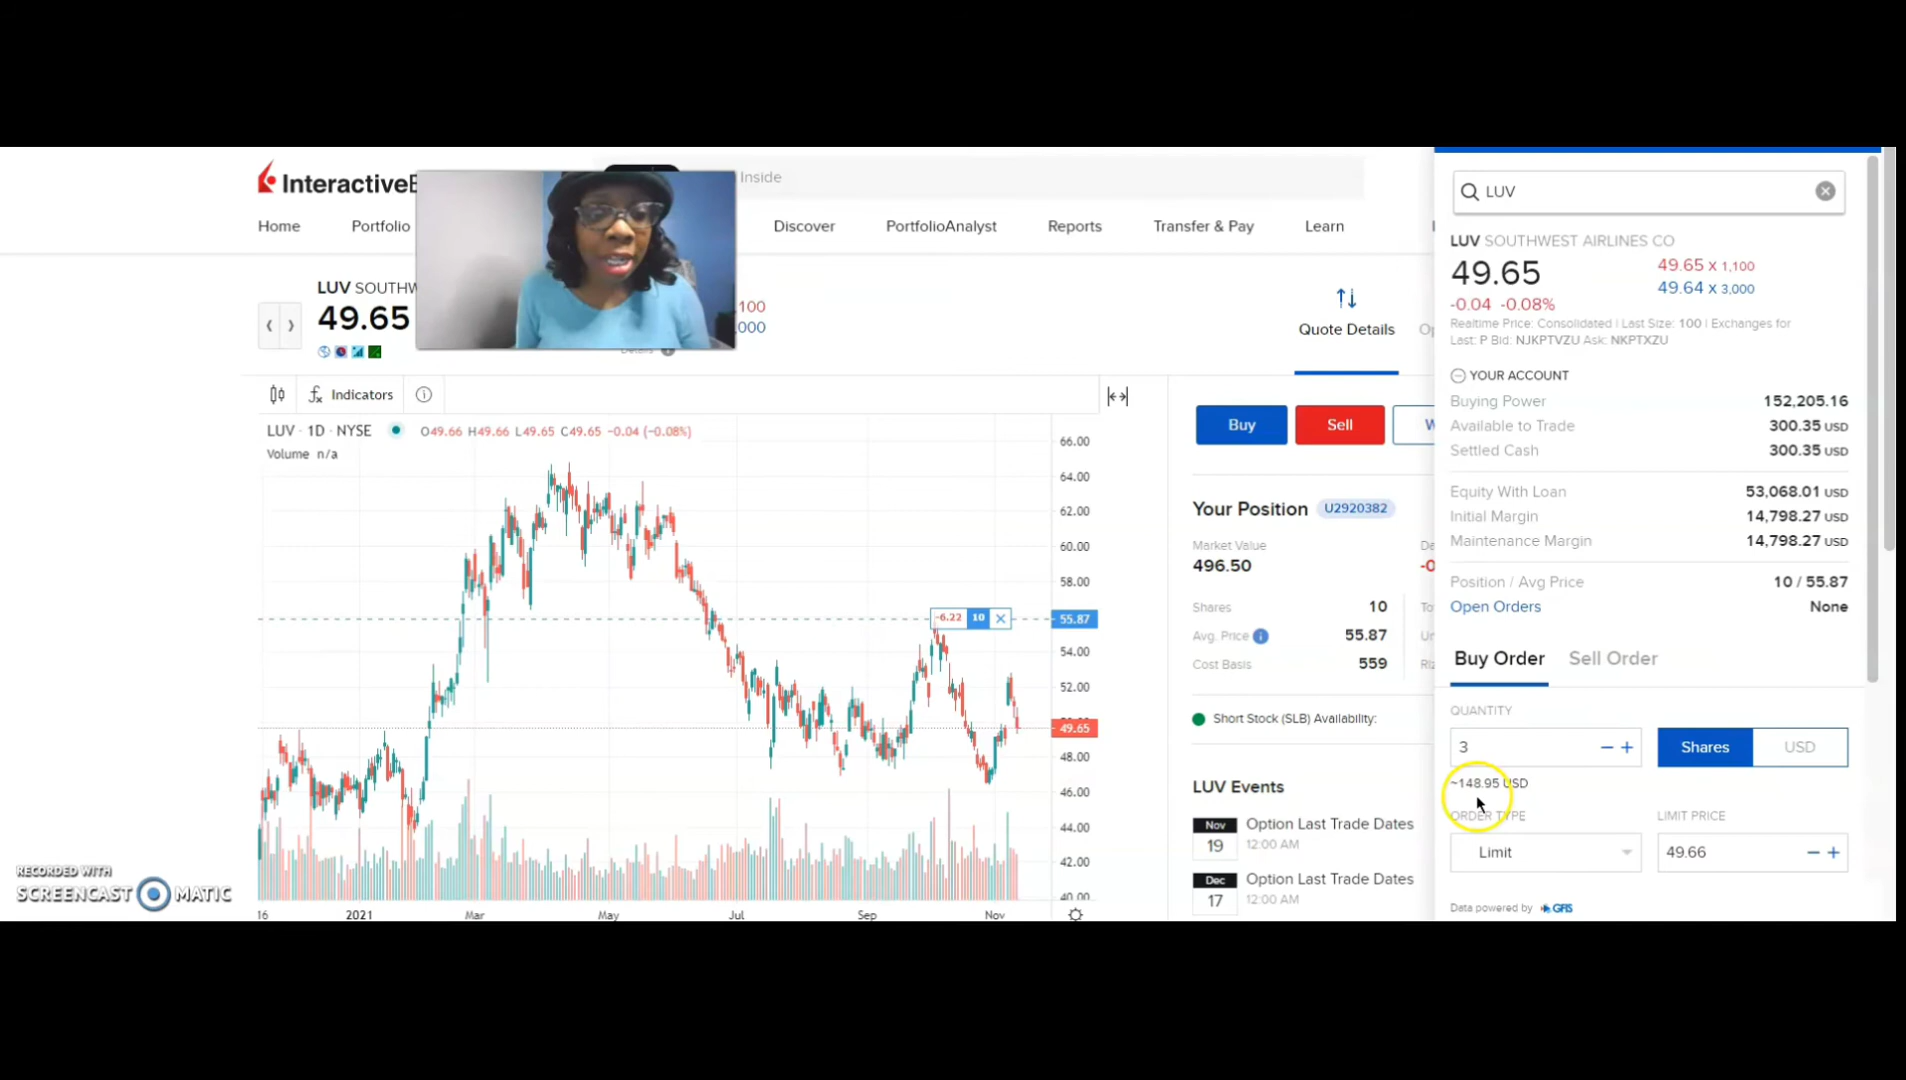 InteractiveB
Inside
Home
Portfolio
Discover
PortfolioAnalyst
Reports
Transfer & Pay
Learn
LUV SOUTHW
49.65
100
000
Details
Quote Details
Indicators
LUV · 1D · NYSE
O49.66 H49.66 L49.65 C49.65 −0.04 (−0.08%)
Volume n/a
66.00
64.00
62.00
60.00
58.00
-6.22 10
55.87
54.00
52.00
49.65
48.00
46.00
44.00
42.00
40.00
16
2021
Mar
May
Jul
Sep
Nov
RECORDED WITH
SCREENCAST MATIC
Buy
Sell
W
Your Position U2920382
Market Value
496.50
De
-0
Shares 10
To
Avg. Price 55.87
Un
Cost Basis 559
Riz
Short Stock (SLB) Availability:
LUV Events
Nov
19
Option Last Trade Dates
12:00 AM
Dec
17
Option Last Trade Dates
12:00 AM
LUV
LUV SOUTHWEST AIRLINES CO
49.65
49.65 x 1,100
49.64 x 3,000
-0.04 -0.08%
Realtime Price: Consolidated | Last Size: 100 | Exchanges for
Last: P Bid: NJKPTVZU Ask: NKPTXZU
YOUR ACCOUNT
Buying Power 152,205.16
Available to Trade 300.35 USD
Settled Cash 300.35 USD
Equity With Loan 53,068.01 USD
Initial Margin 14,798.27 USD
Maintenance Margin 14,798.27 USD
Position / Avg Price 10 / 55.87
Open Orders None
Buy Order
Sell Order
QUANTITY
3
Shares
USD
~148.95 USD
ORDER TYPE
LIMIT PRICE
Limit
49.66
Data powered by GFIS